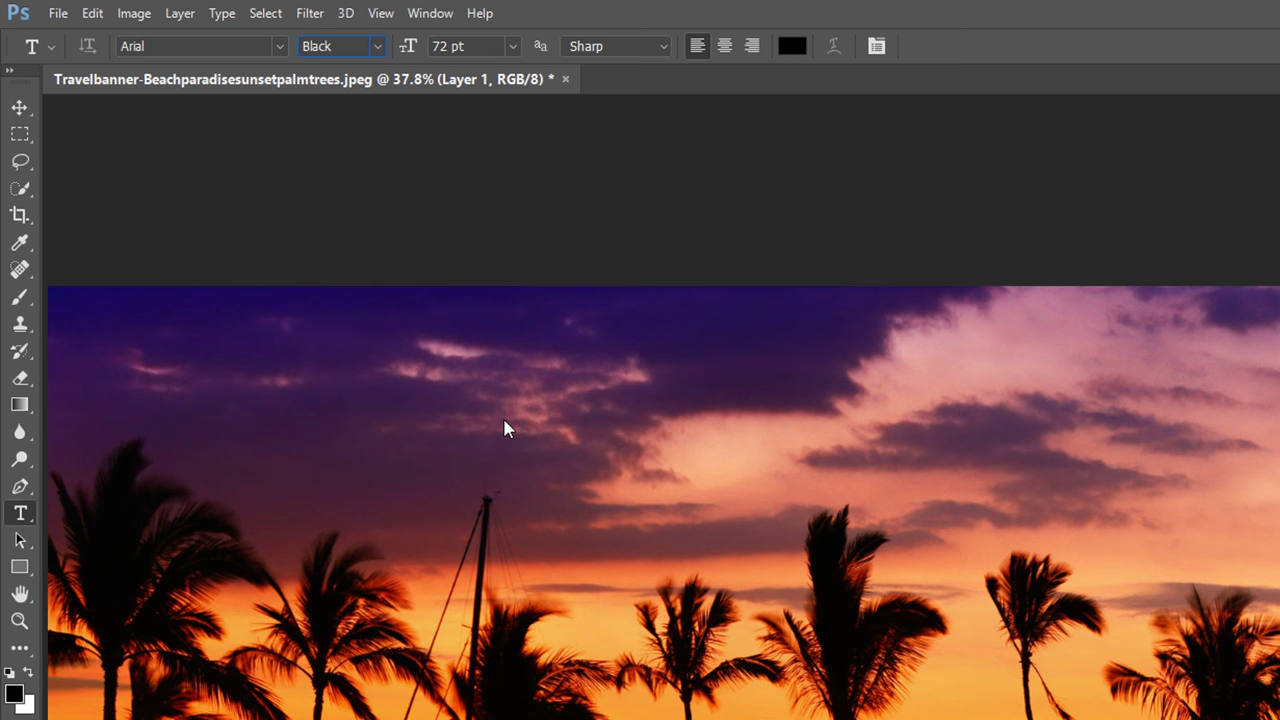 Ps File Edit Image Layer Type Select Filter 3D View Window Help
T Arial Black 72 pt Sharp
Travelbanner-Beachparadisesunsetpalmtrees.jpeg @ 37.8% (Layer 1, RGB/8) *